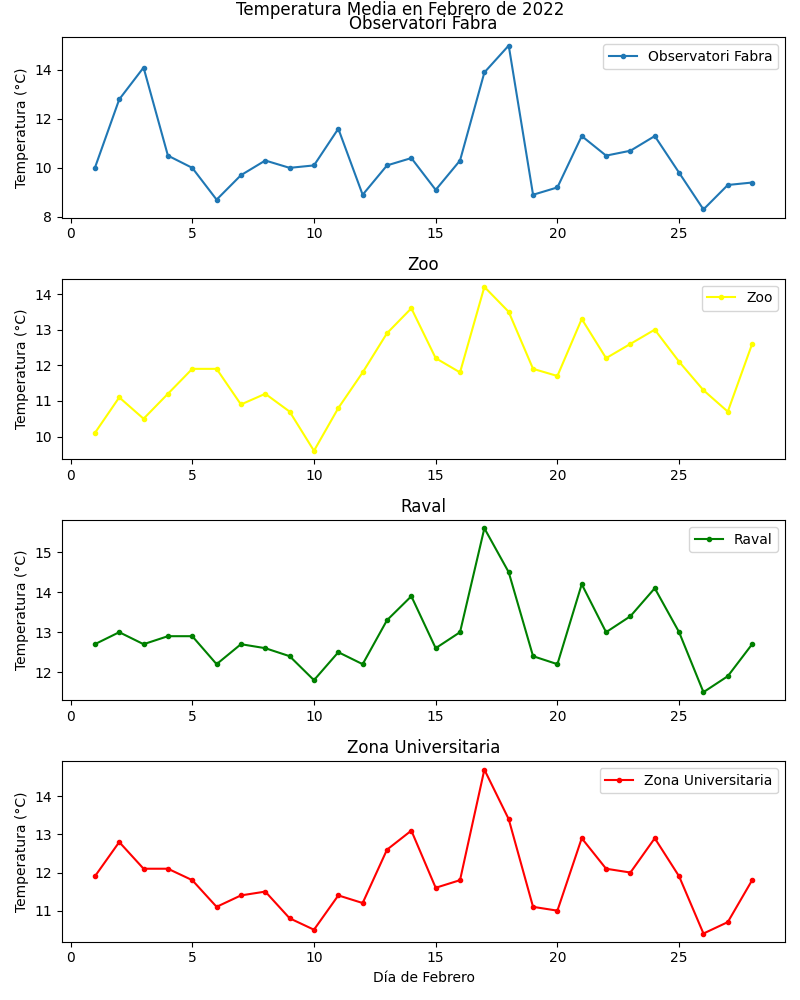 Temperatura Media en Febrero de 2022
Observatori Fabra
Observatori Fabra
Temperatura (°C)
14
12
10
8
0 5 10 15 20 25
Zoo
Zoo
Temperatura (°C)
14
13
12
11
10
0 5 10 15 20 25
Raval
Raval
Temperatura (°C)
15
14
13
12
0 5 10 15 20 25
Zona Universitaria
Zona Universitaria
Temperatura (°C)
14
13
12
11
0 5 10 15 20 25
Día de Febrero